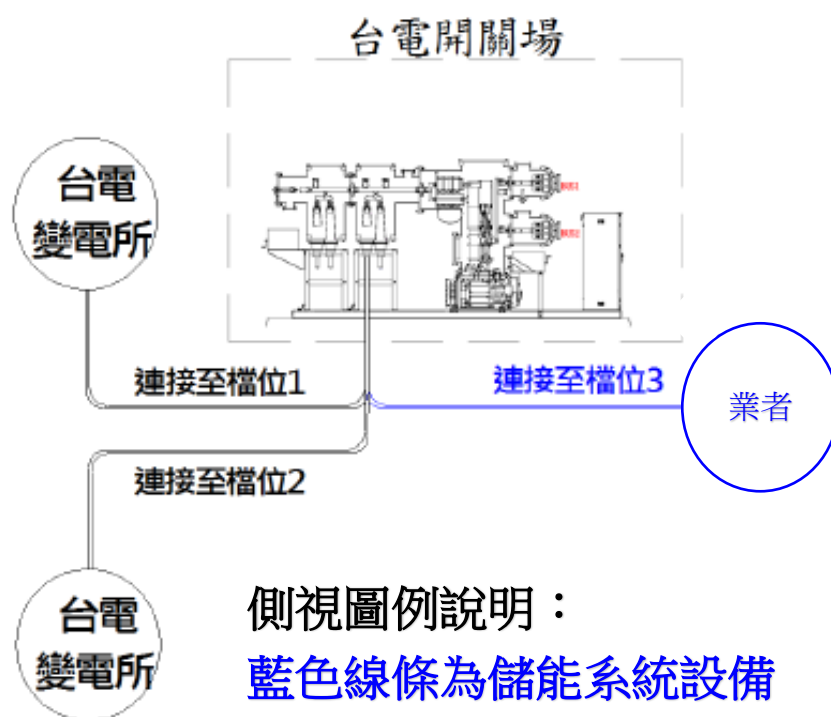 台電開關場
台電
變電所
連接至檔位1
連接至檔位3
業者
連接至檔位2
台電
變電所
側視圖例說明：
藍色線條為儲能系統設備